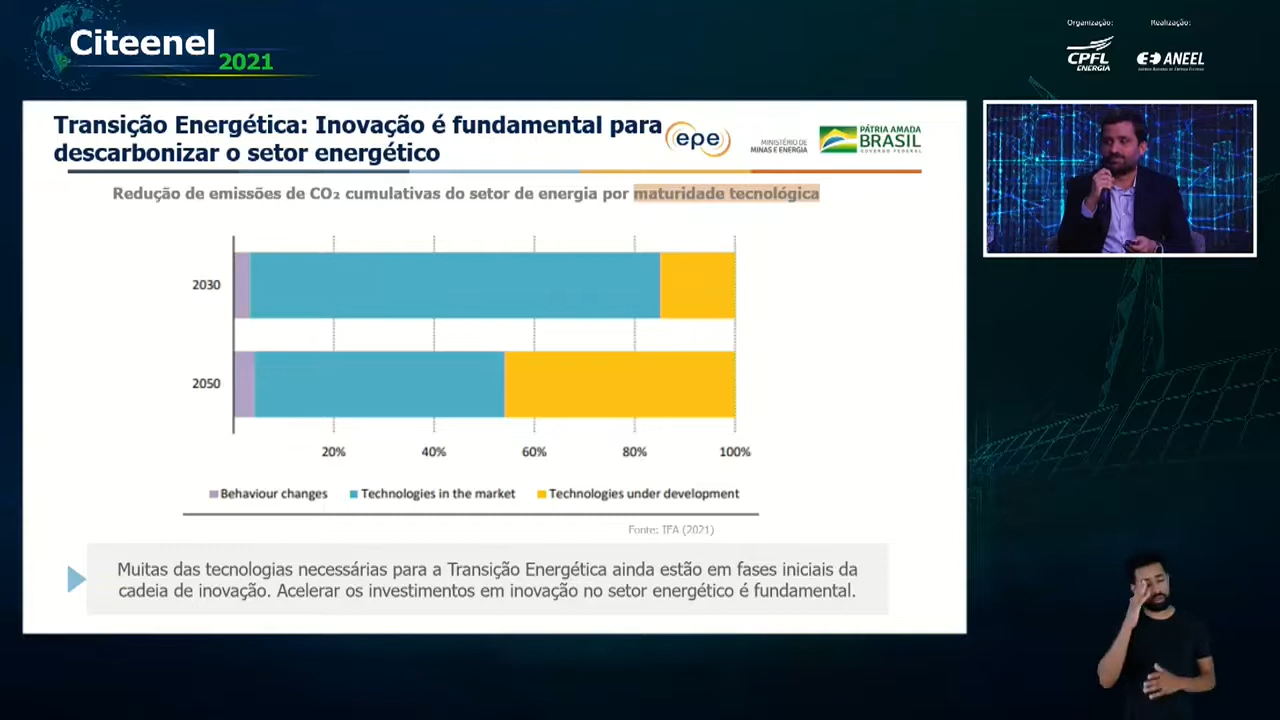 Citeenel
2021
Organização:
Realização:
CPFL
ENERGIA
ANEEL
Transição Energética: Inovação é fundamental para
descarbonizar o setor energético
epe
MINISTÉRIO DE
MINAS E ENERGIA
PÁTRIA AMADA
BRASIL
GOVERNO FEDERAL
Redução de emissões de CO₂ cumulativas do setor de energia por maturidade tecnológica
2030
2050
20% 40% 60% 80% 100%
Behaviour changes Technologies in the market Technologies under development
Fonte: IEA (2021)
Muitas das tecnologias necessárias para a Transição Energética ainda estão em fases iniciais da
cadeia de inovação. Acelerar os investimentos em inovação no setor energético é fundamental.